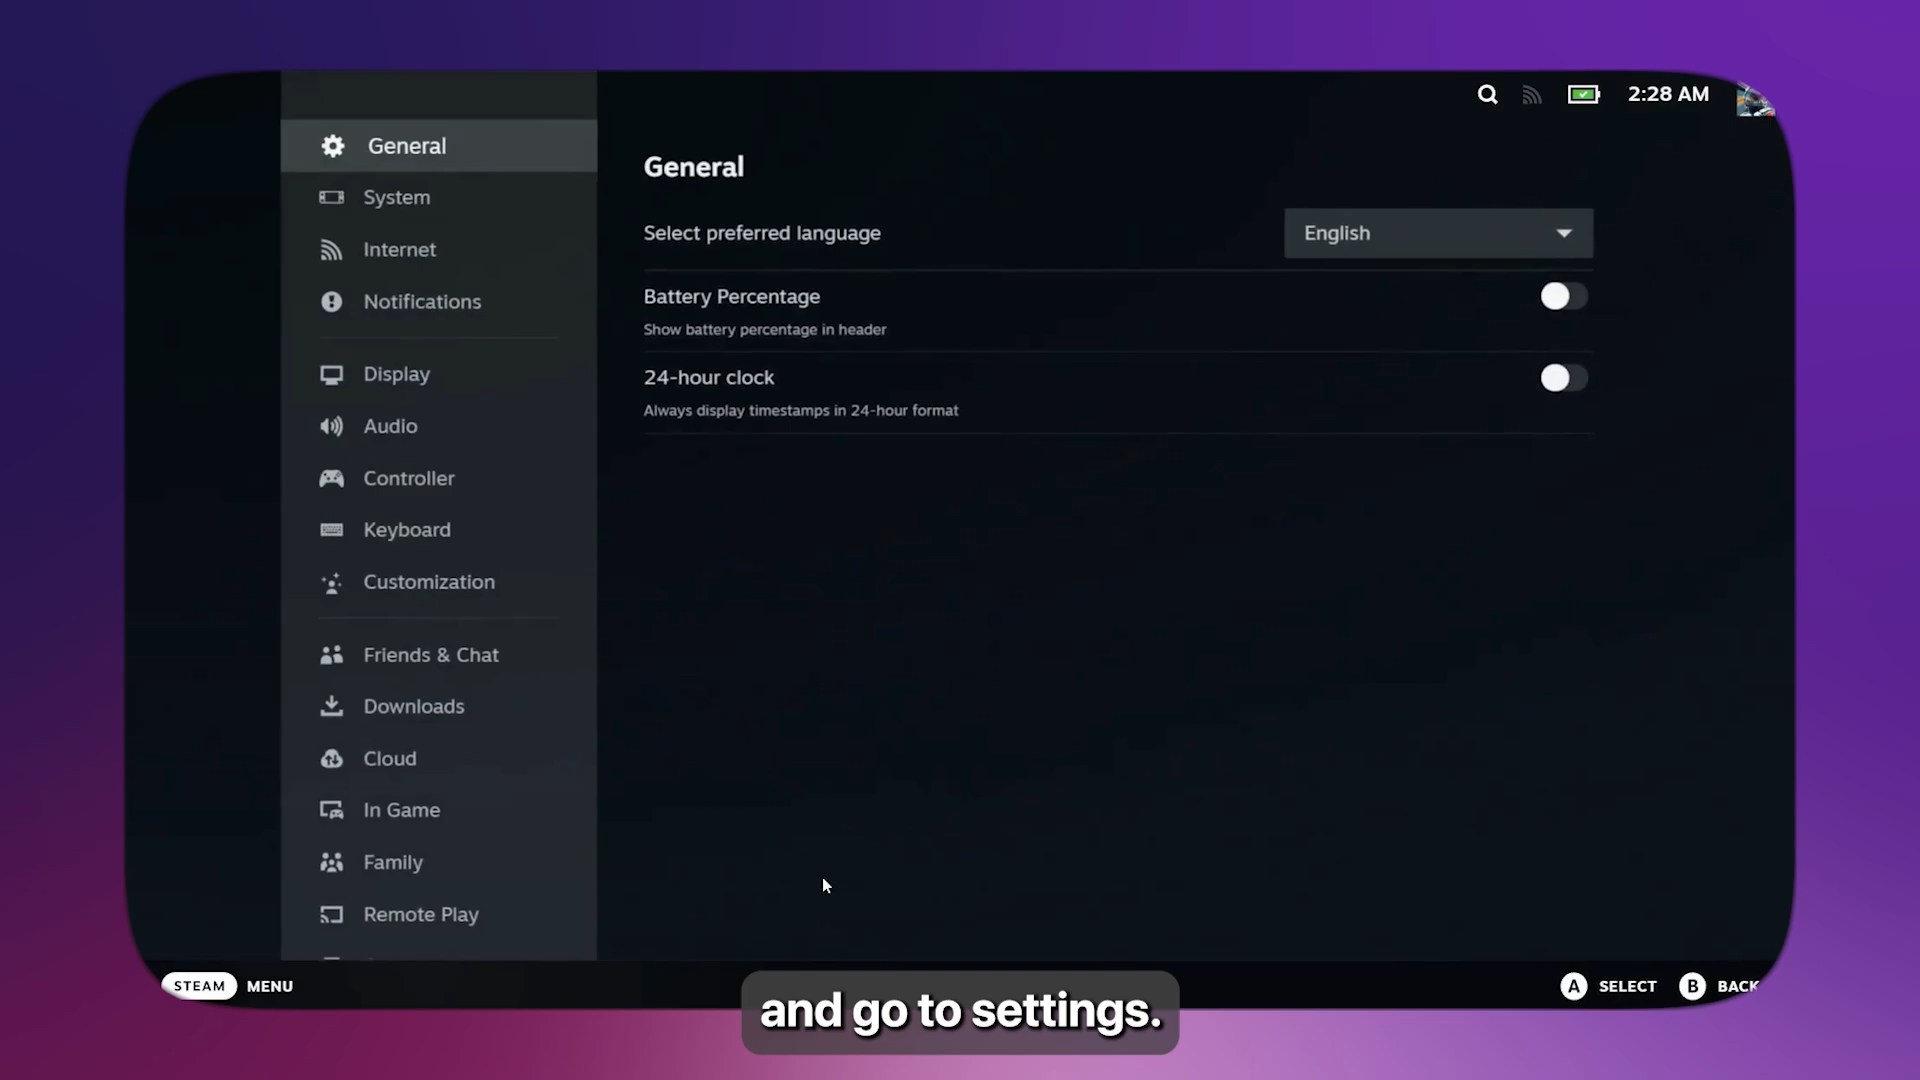 2:28 AM
General
System
Internet
Notifications
Display
Audio
Controller
Keyboard
Customization
Friends & Chat
Downloads
Cloud
In Game
Family
Remote Play
General
Select preferred language
English
Battery Percentage
Show battery percentage in header
24-hour clock
Always display timestamps in 24-hour format
STEAM MENU
A SELECT B BACK
and go to settings.